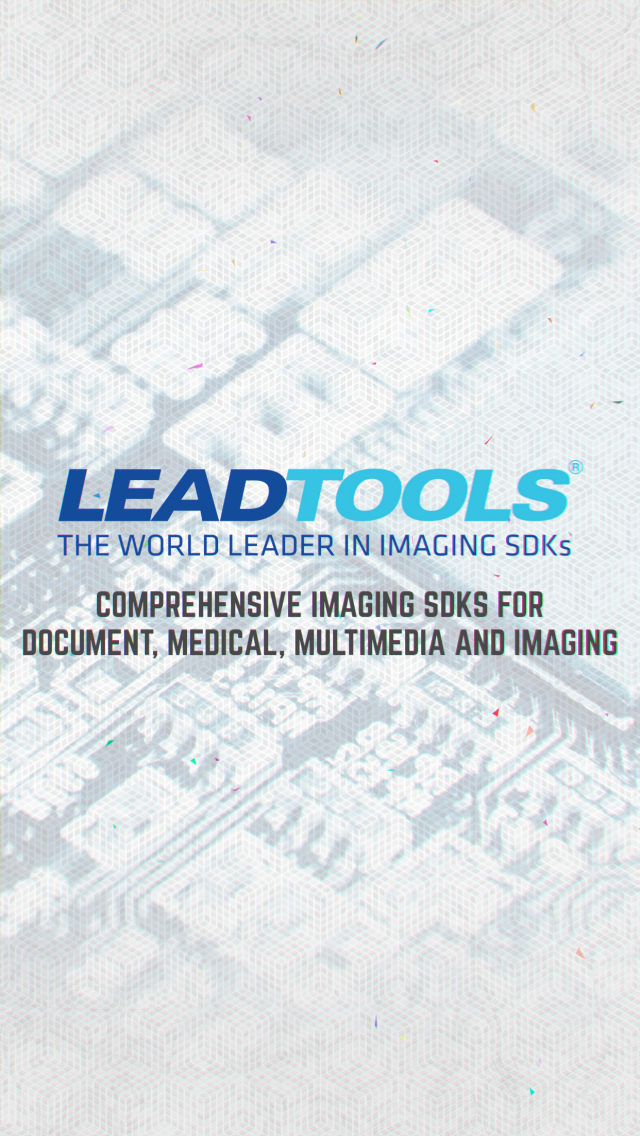 LEADTOOLS®
THE WORLD LEADER IN IMAGING SDKs
COMPREHENSIVE IMAGING SDKS FOR
DOCUMENT, MEDICAL, MULTIMEDIA AND IMAGING